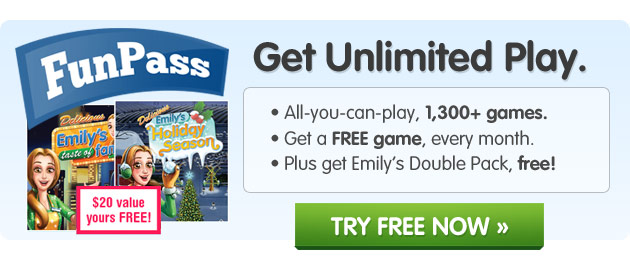 FunPass
Get Unlimited Play.
Delicious
Emily's
taste of fa
Delicious
Emily's
Holiday
Season
$20 value
yours FREE!
• All-you-can-play, 1,300+ games.
• Get a FREE game, every month.
• Plus get Emily's Double Pack, free!
TRY FREE NOW »